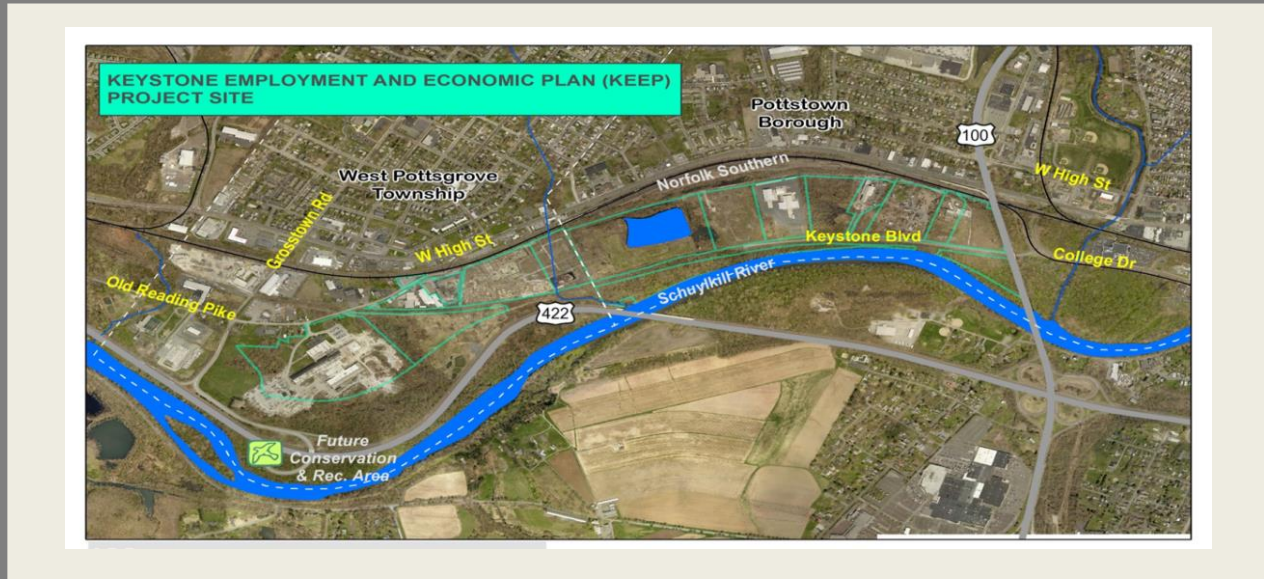 KEYSTONE EMPLOYMENT AND ECONOMIC PLAN (KEEP)
PROJECT SITE
Pottstown
Borough
100
West Pottsgrove
Township
Norfolk Southern
W High St
Grosstown Rd
W High St
Keystone Blvd
College Dr
Schuylkill River
Old Reading Pike
422
Future
Conservation
& Rec. Area